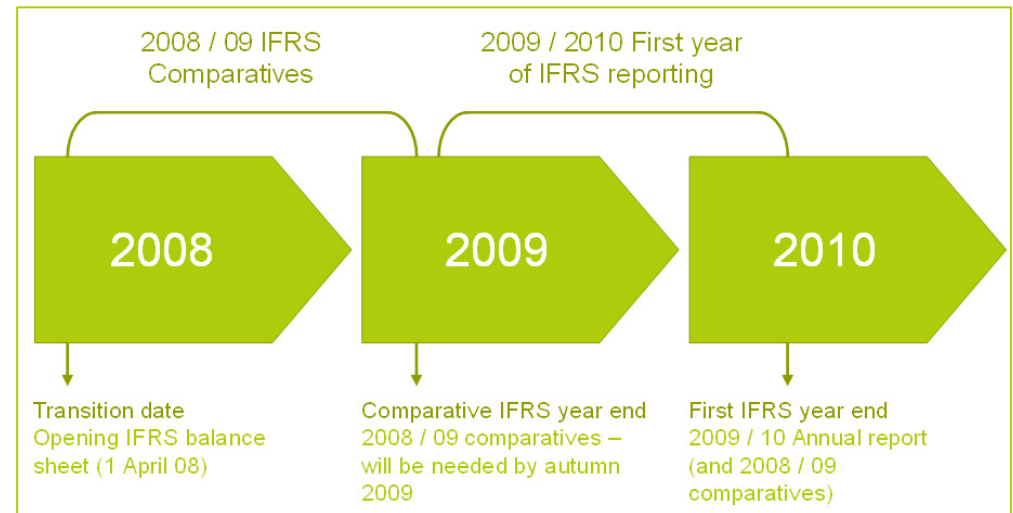 2008 / 09 IFRS
Comparatives
2009 / 2010 First year
of IFRS reporting
2008
2009
2010
Transition date
Opening IFRS balance
sheet (1 April 08)
Comparative IFRS year end
2008 / 09 comparatives –
will be needed by autumn
2009
First IFRS year end
2009 / 10 Annual report
(and 2008 / 09
comparatives)